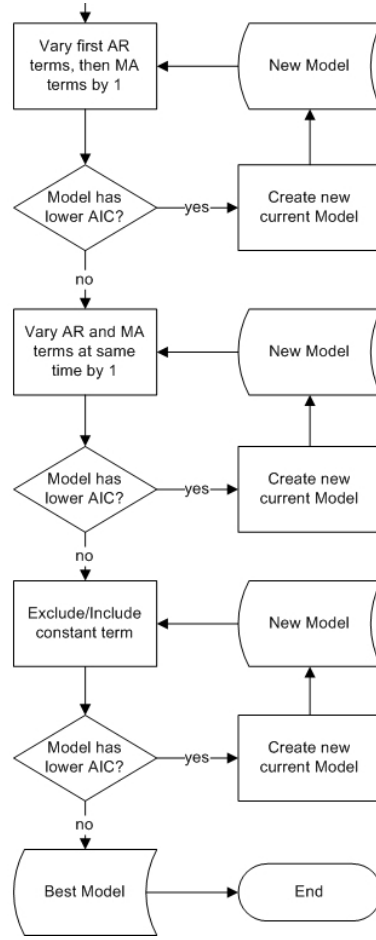 Vary first AR
terms, then MA
terms by 1
New Model
Model has
lower AIC?
yes
Create new
current Model
no
Vary AR and MA
terms at same
time by 1
New Model
Model has
lower AIC?
yes
Create new
current Model
no
Exclude/Include
constant term
New Model
Model has
lower AIC?
yes
Create new
current Model
no
Best Model
End